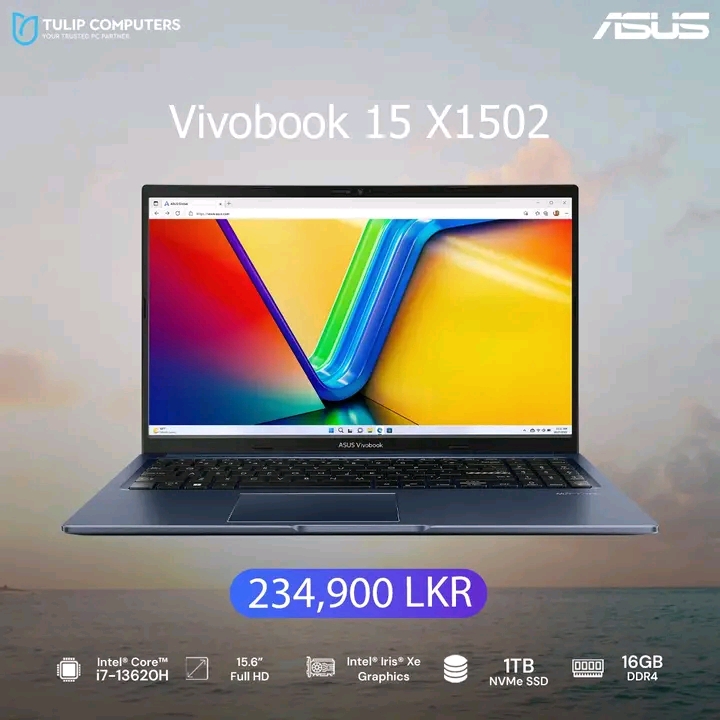 TULIP COMPUTERS
YOUR TRUSTED PC PARTNER
ASUS
Vivobook 15 X1502
ASUS Vivobook
234,900 LKR
Intel® Core™
i7-13620H
15.6"
Full HD
Intel® Iris® Xe
Graphics
1TB
NVMe SSD
16GB
DDR4